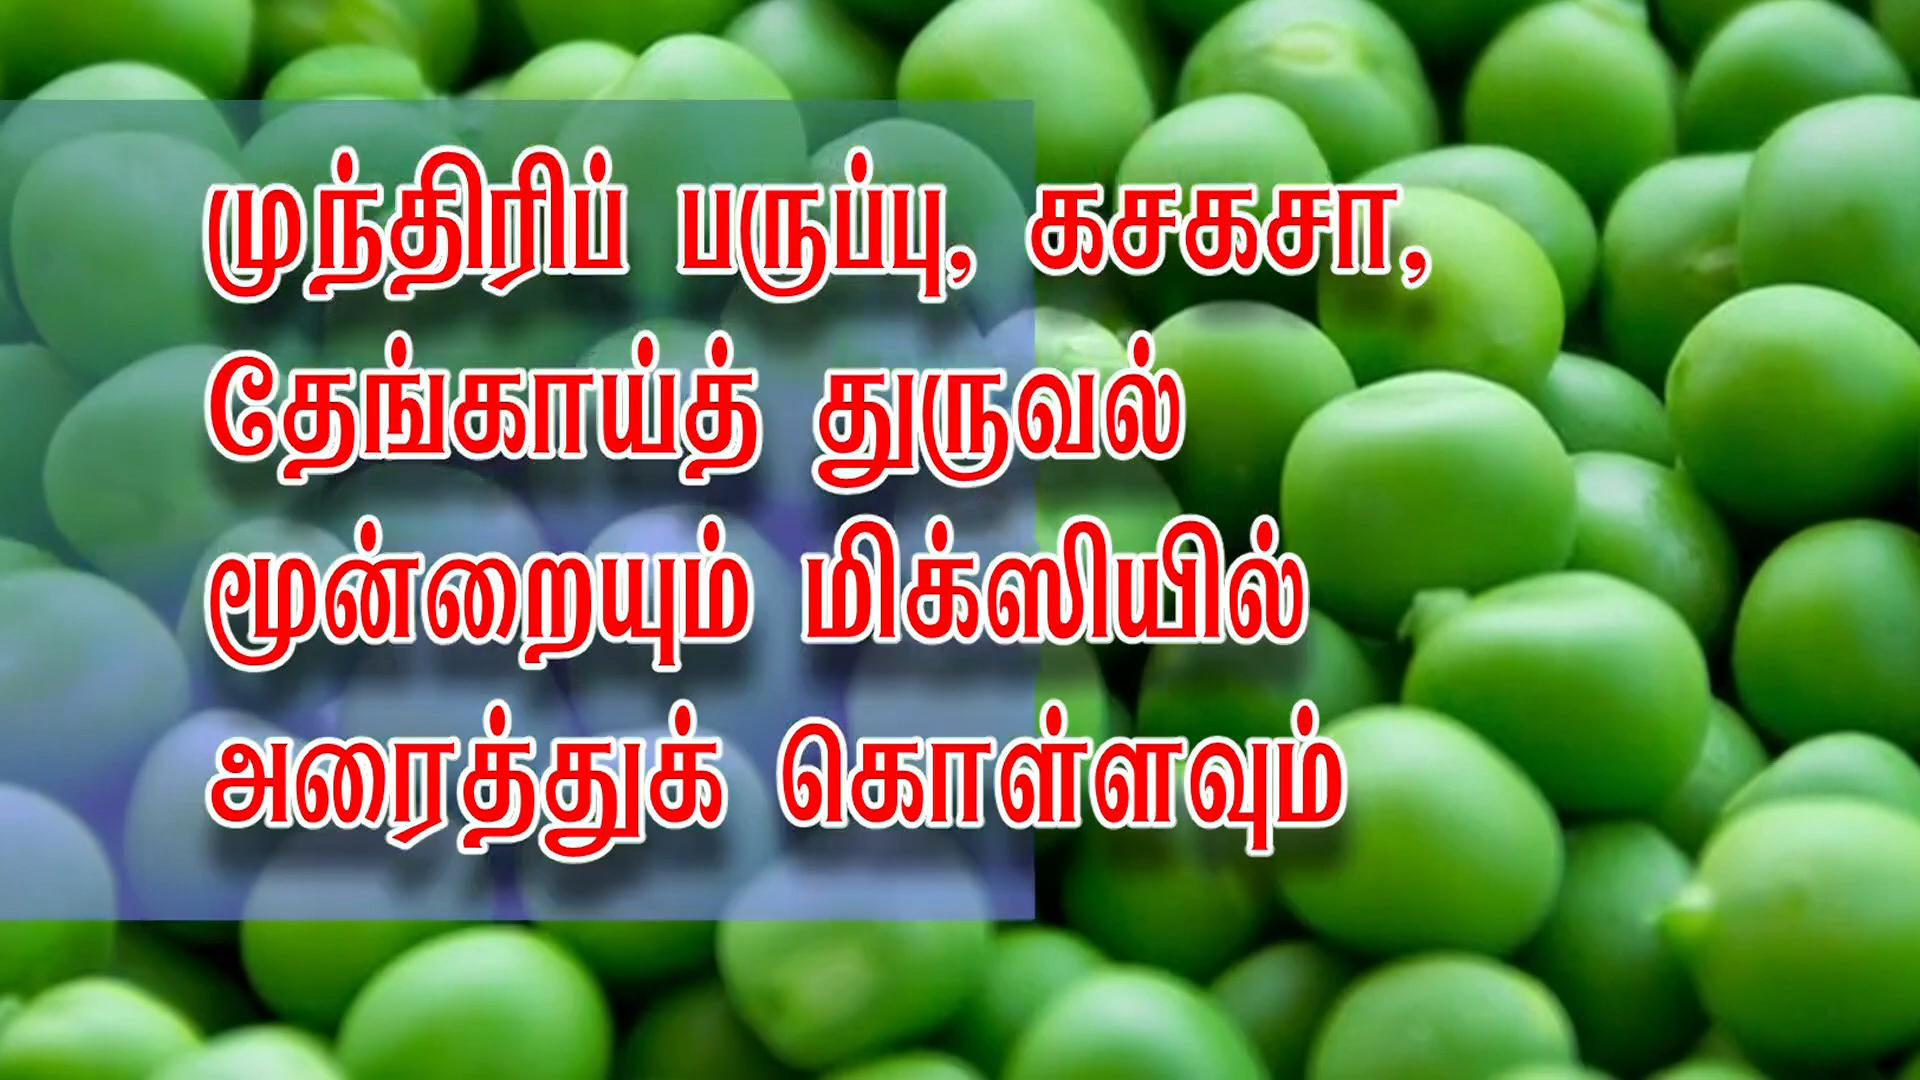 முந்திரிப் பருப்பு, கசகசா,
தேங்காய்த் துருவல்
மூன்றையும் மிக்ஸியில்
அரைத்துக் கொள்ளவும்